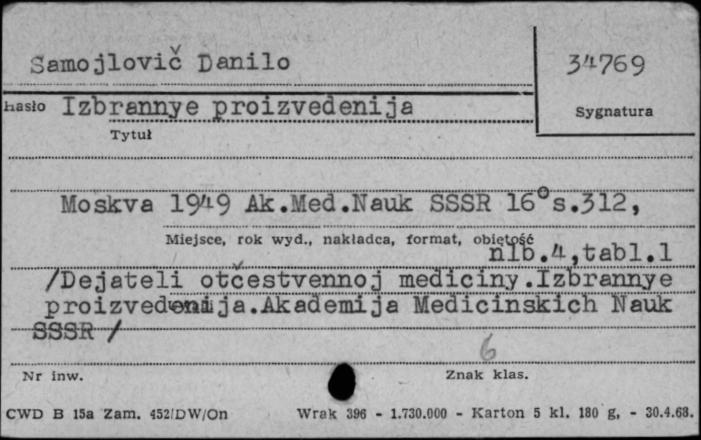 Samojlovič Danilo
34769
hasło Izbrannye proizvedenija
Sygnatura
Tytuł
Moskva 1949 Ak.Med.Nauk SSSR 16° s.312,
Miejsce, rok wyd., nakładca, format, objętość
nlb.4,tabl.1
/Dejateli otčestvennoj mediciny.Izbrannye
proizvedenija.Akademija Medicinskich Nauk
SSSR /
6
Nr inw.
Znak klas.
CWD B 15a Zam. 452/DW/On Wrak 396 - 1.730.000 - Karton 5 kl. 180 g, - 30.4.68.